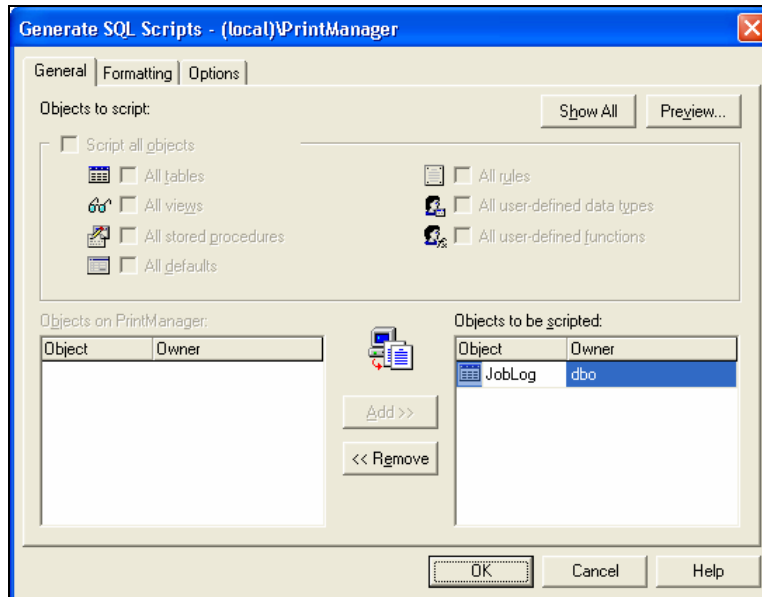 Generate SQL Scripts - (local)\PrintManager
General Formatting Options
Objects to script:
Show All Preview...
Script all objects
All tables All rules
All views All user-defined data types
All stored procedures All user-defined functions
All defaults
Objects on PrintManager: Objects to be scripted:
Object Owner Object Owner
JobLog dbo
Add >>
<< Remove
OK Cancel Help